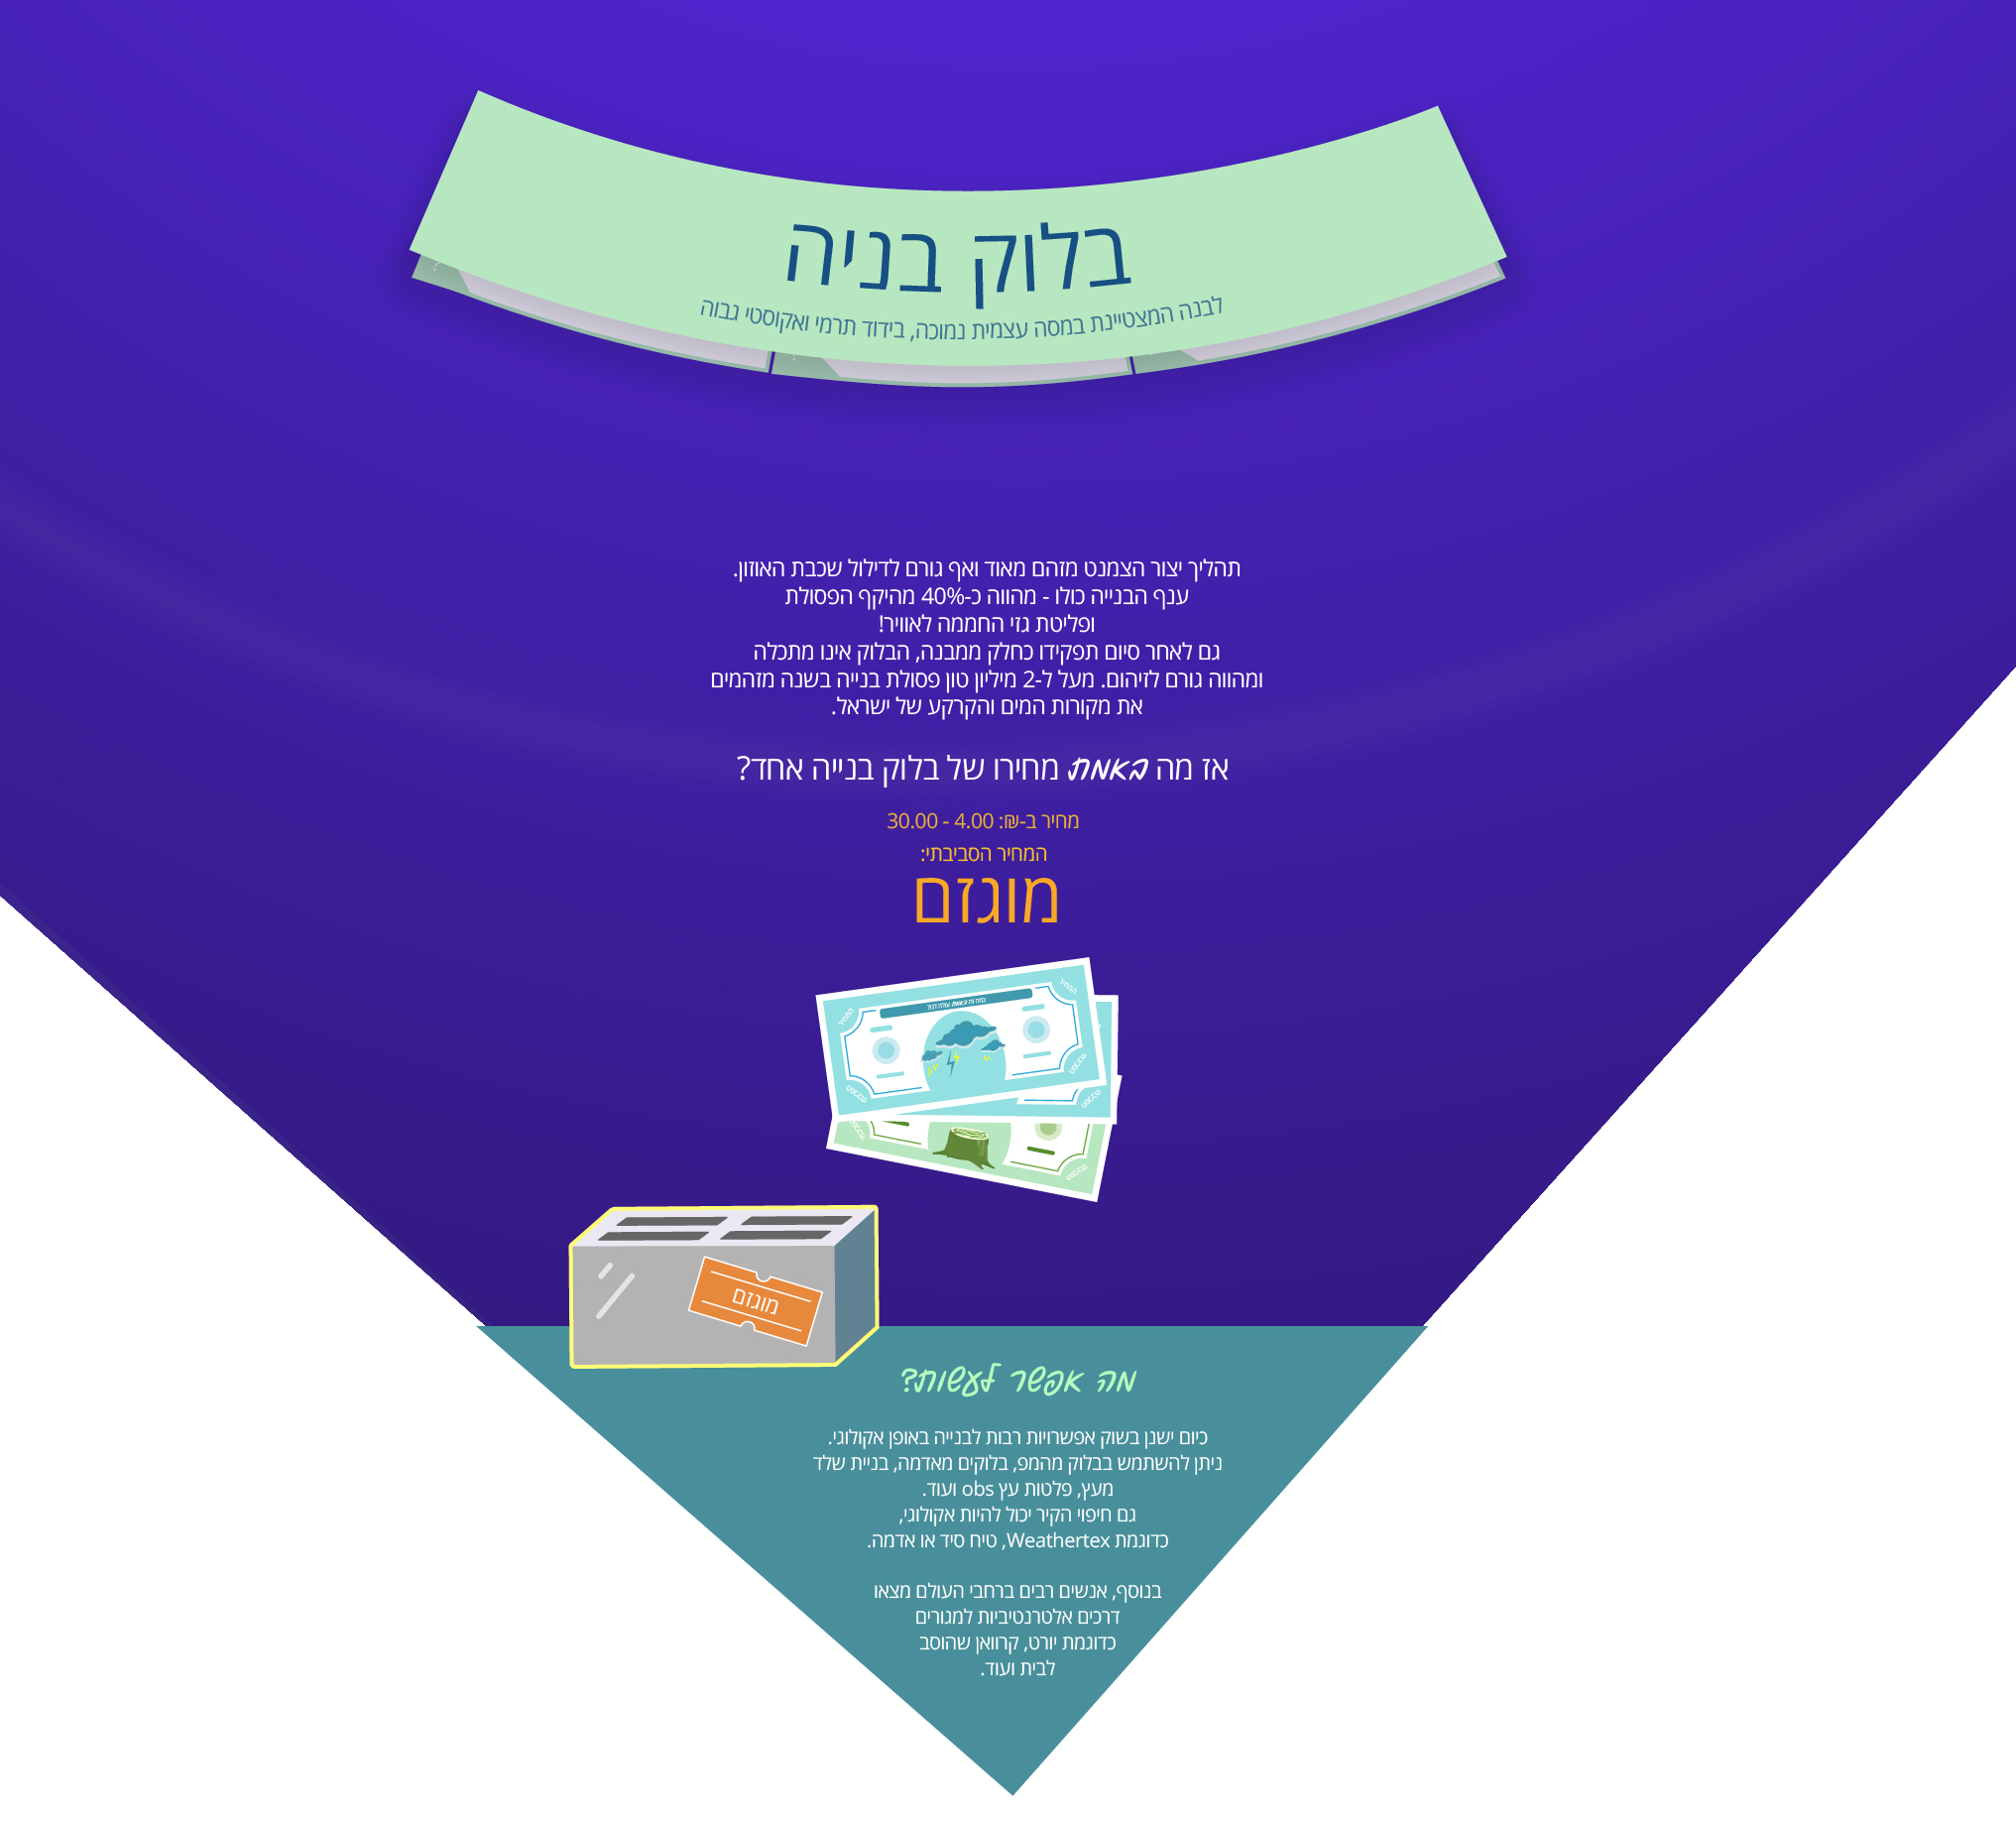 בלוק בניה
לבנה המצטיינת במסה עצמית נמוכה, בידוד תרמי ואקוסטי גבוה
תהליך יצור הצמנט מזהם מאוד ואף גורם לדילול שכבת האוזון.
ענף הבנייה כולו - מהווה כ-40% מהיקף הפסולת
ופליטת גזי החממה לאוויר!
גם לאחר סיום תפקידו כחלק ממבנה, הבלוק אינו מתכלה
ומהווה גורם לזיהום. מעל ל-2 מיליון טון פסולת בנייה בשנה מזהמים
את מקורות המים והקרקע של ישראל.
אז מה באמת מחירו של בלוק בנייה אחד?
מחיר ב-₪: 4.00 - 30.00
המחיר הסביבתי:
מוגזם
המחיר
המחיר
מוגזם
מה אפשר לעשות?
כיום ישנן בשוק אפשרויות רבות לבנייה באופן אקולוגי.
ניתן להשתמש בבלוק מהמפ, בלוקים מאדמה, בניית שלד
מעץ, פלטות עץ obs ועוד.
גם חיפוי הקיר יכול להיות אקולוגי,
כדוגמת Weathertex, טיח סיד או אדמה.
בנוסף, אנשים רבים ברחבי העולם מצאו
דרכים אלטרנטיביות למגורים
כדוגמת יורט, קרוואן שהוסב
לבית ועוד.